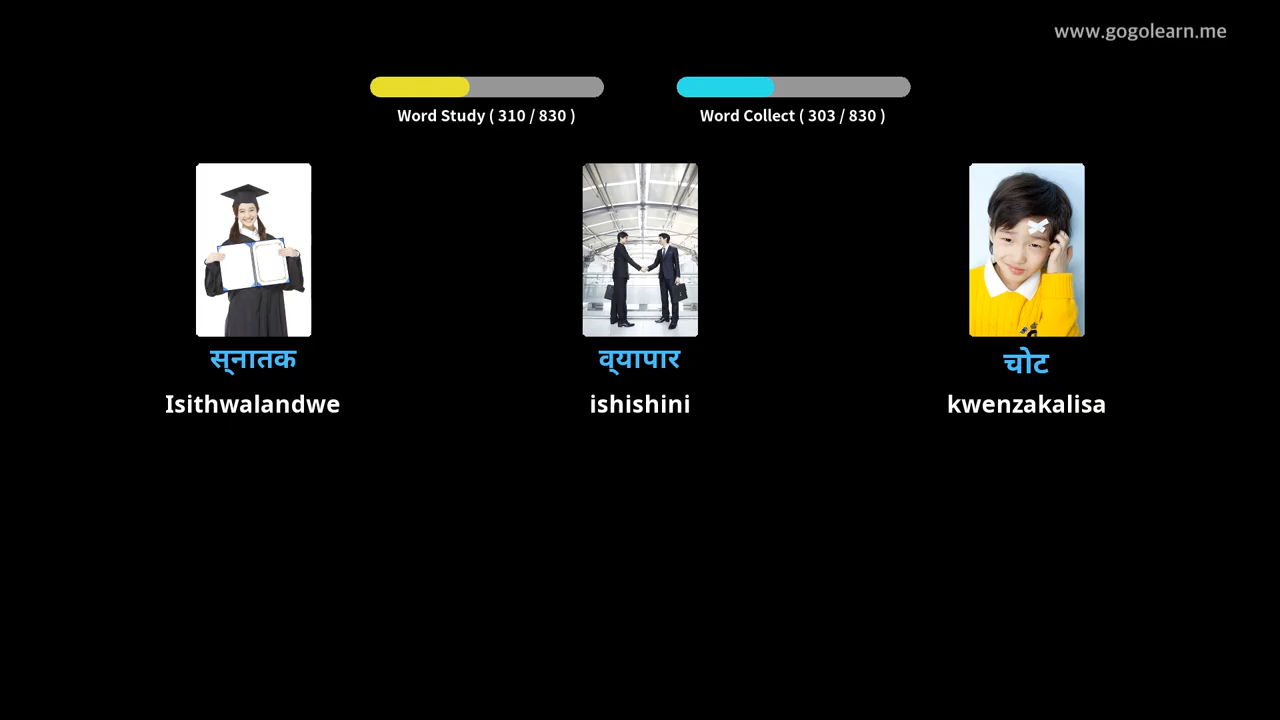 www.gogolearn.me
Word Study ( 310 / 830 )
Word Collect ( 303 / 830 )
स्नातक
व्यापार
चोट
Isithwalandwe
ishishini
kwenzakalisa